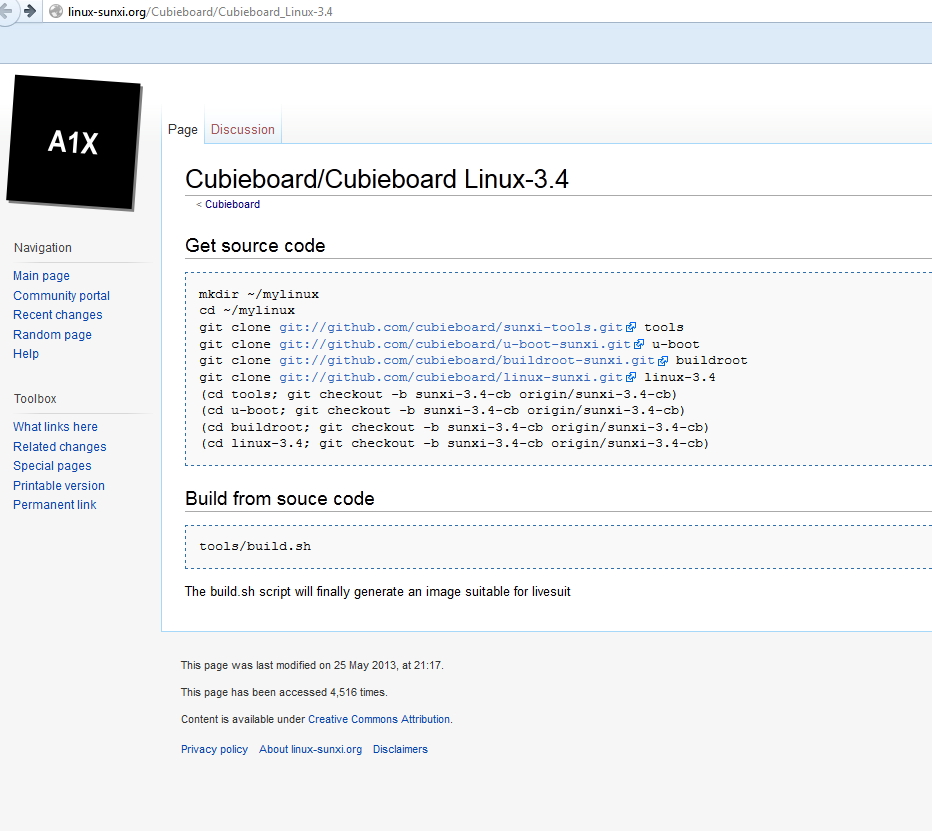 linux-sunxi.org/Cubieboard/Cubieboard_Linux-3.4
A1X
Page Discussion
Cubieboard/Cubieboard Linux-3.4
< Cubieboard
Navigation
Main page
Community portal
Recent changes
Random page
Help
Toolbox
What links here
Related changes
Special pages
Printable version
Permanent link
Get source code
mkdir ~/mylinux
cd ~/mylinux
git clone git://github.com/cubieboard/sunxi-tools.git tools
git clone git://github.com/cubieboard/u-boot-sunxi.git u-boot
git clone git://github.com/cubieboard/buildroot-sunxi.git buildroot
git clone git://github.com/cubieboard/linux-sunxi.git linux-3.4
(cd tools; git checkout -b sunxi-3.4-cb origin/sunxi-3.4-cb)
(cd u-boot; git checkout -b sunxi-3.4-cb origin/sunxi-3.4-cb)
(cd buildroot; git checkout -b sunxi-3.4-cb origin/sunxi-3.4-cb)
(cd linux-3.4; git checkout -b sunxi-3.4-cb origin/sunxi-3.4-cb)
Build from souce code
tools/build.sh
The build.sh script will finally generate an image suitable for livesuit
This page was last modified on 25 May 2013, at 21:17.
This page has been accessed 4,516 times.
Content is available under Creative Commons Attribution.
Privacy policy About linux-sunxi.org Disclaimers